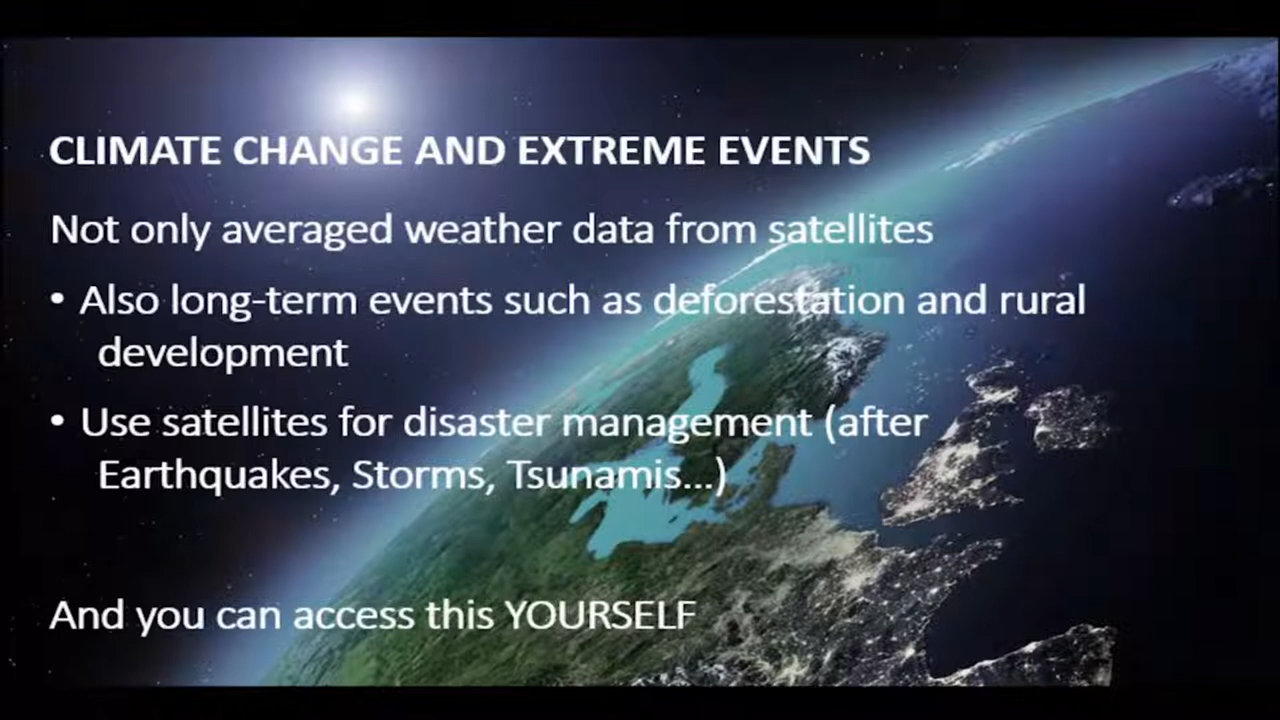 CLIMATE CHANGE AND EXTREME EVENTS
Not only averaged weather data from satellites
• Also long-term events such as deforestation and rural
development
• Use satellites for disaster management (after
Earthquakes, Storms, Tsunamis...)
And you can access this YOURSELF